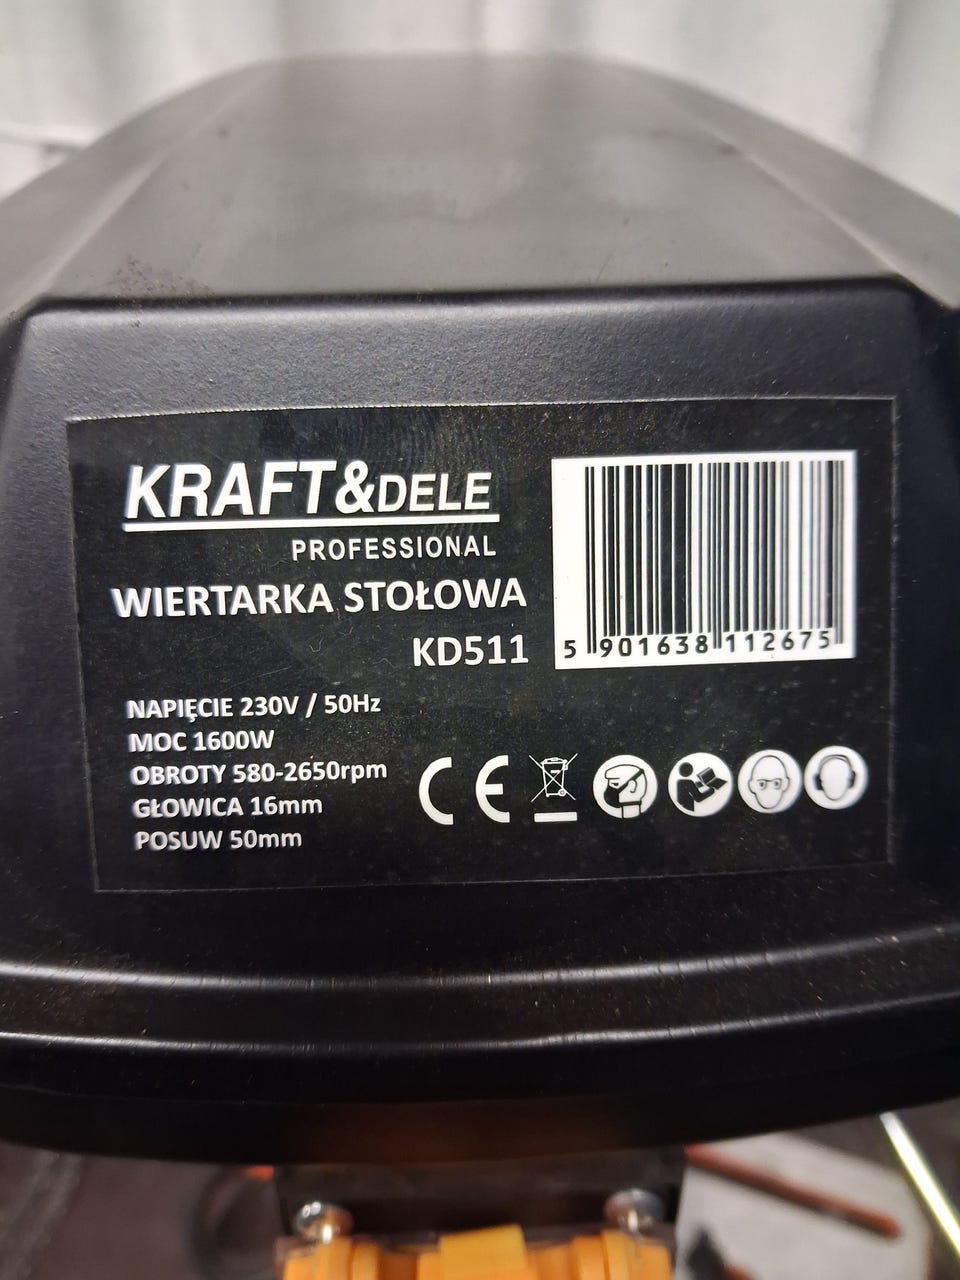 KRAFT&DELE
PROFESSIONAL
WIERTARKA STOŁOWA
KD511
5 901638 112675
NAPIĘCIE 230V / 50Hz
MOC 1600W
OBROTY 580-2650rpm
GŁOWICA 16mm
POSUW 50mm
CE